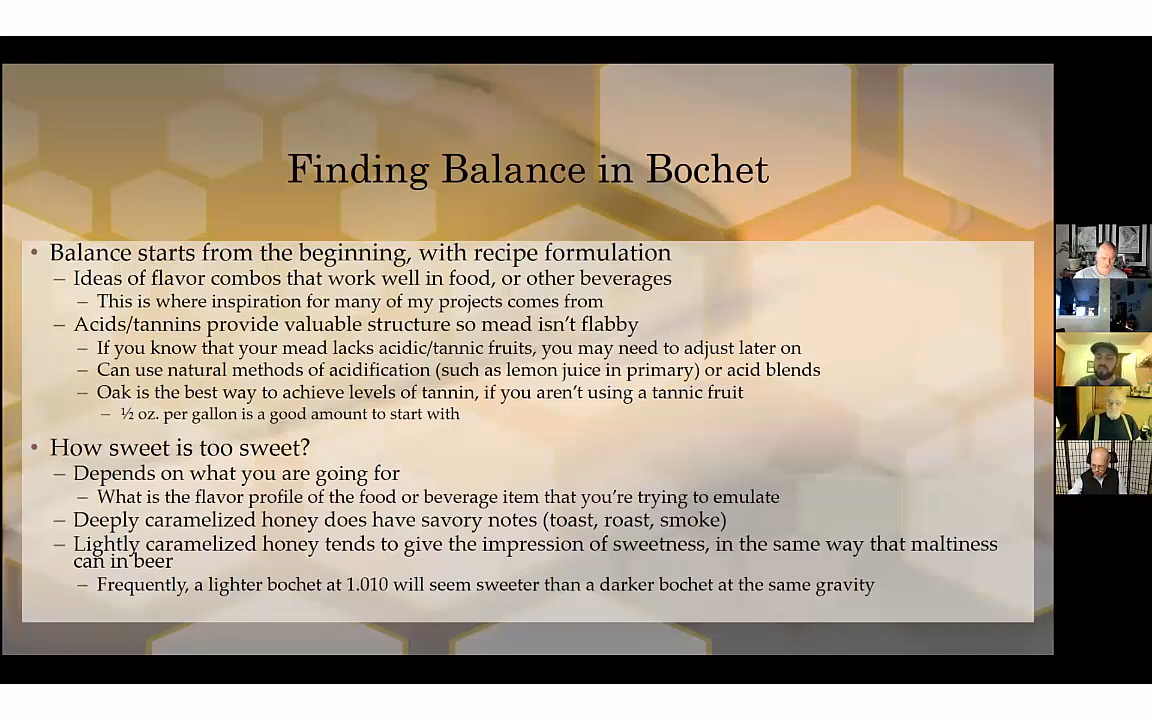 Finding Balance in Bochet
• Balance starts from the beginning, with recipe formulation
– Ideas of flavor combos that work well in food, or other beverages
– This is where inspiration for many of my projects comes from
– Acids/tannins provide valuable structure so mead isn't flabby
– If you know that your mead lacks acidic/tannic fruits, you may need to adjust later on
– Can use natural methods of acidification (such as lemon juice in primary) or acid blends
– Oak is the best way to achieve levels of tannin, if you aren't using a tannic fruit
– ½ oz. per gallon is a good amount to start with
• How sweet is too sweet?
– Depends on what you are going for
– What is the flavor profile of the food or beverage item that you're trying to emulate
– Deeply caramelized honey does have savory notes (toast, roast, smoke)
– Lightly caramelized honey tends to give the impression of sweetness, in the same way that maltiness
can in beer
– Frequently, a lighter bochet at 1.010 will seem sweeter than a darker bochet at the same gravity